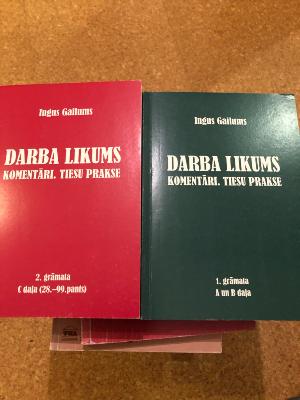 Ingus Gailums
DARBA LIKUMS
KOMENTĀRI. TIESU PRAKSE
2. grāmata
C daļa (28.–99.pants)
Ingus Gailums
DARBA LIKUMS
KOMENTĀRI. TIESU PRAKSE
1. grāmata
A un B daļa